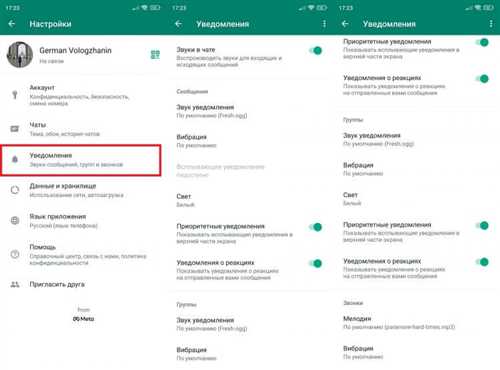 17:23
Настройки
German Vologzhanin
На связи
Аккаунт
Конфиденциальность, безопасность,
смена номера
Чаты
Тема, обои, история чатов
Уведомления
Звуки сообщений, групп и звонков
Данные и хранилище
Использование сети, автозагрузка
Язык приложения
Русский (язык телефона)
Помощь
Справочный центр, связь с нами, политика
конфиденциальности
Пригласить друга
From
Meta
17:23
Уведомления
Звуки в чате
Воспроизводить звуки для входящих и
исходящих сообщений
Сообщения
Звук уведомления
По умолчанию (Fresh.ogg)
Вибрация
По умолчанию
Всплывающее уведомление
недоступно
Свет
Белый
Приоритетные уведомления
Показывать всплывающие уведомления в
верхней части экрана
Уведомления о реакциях
Показывать уведомления о реакциях
на отправленные вами сообщения
Группы
Звук уведомления
По умолчанию (Fresh.ogg)
Вибрация
По умолчанию
17:23
Уведомления
Приоритетные уведомления
Показывать всплывающие уведомления в
верхней части экрана
Уведомления о реакциях
Показывать уведомления о реакциях
на отправленные вами сообщения
Группы
Звук уведомления
По умолчанию (Fresh.ogg)
Вибрация
По умолчанию
Свет
Белый
Приоритетные уведомления
Показывать всплывающие уведомления в
верхней части экрана
Уведомления о реакциях
Показывать уведомления о реакциях
на отправленные вами сообщения
Звонки
Мелодия
По умолчанию (paramore-hard-times.mp3)
Вибрация
По умолчанию